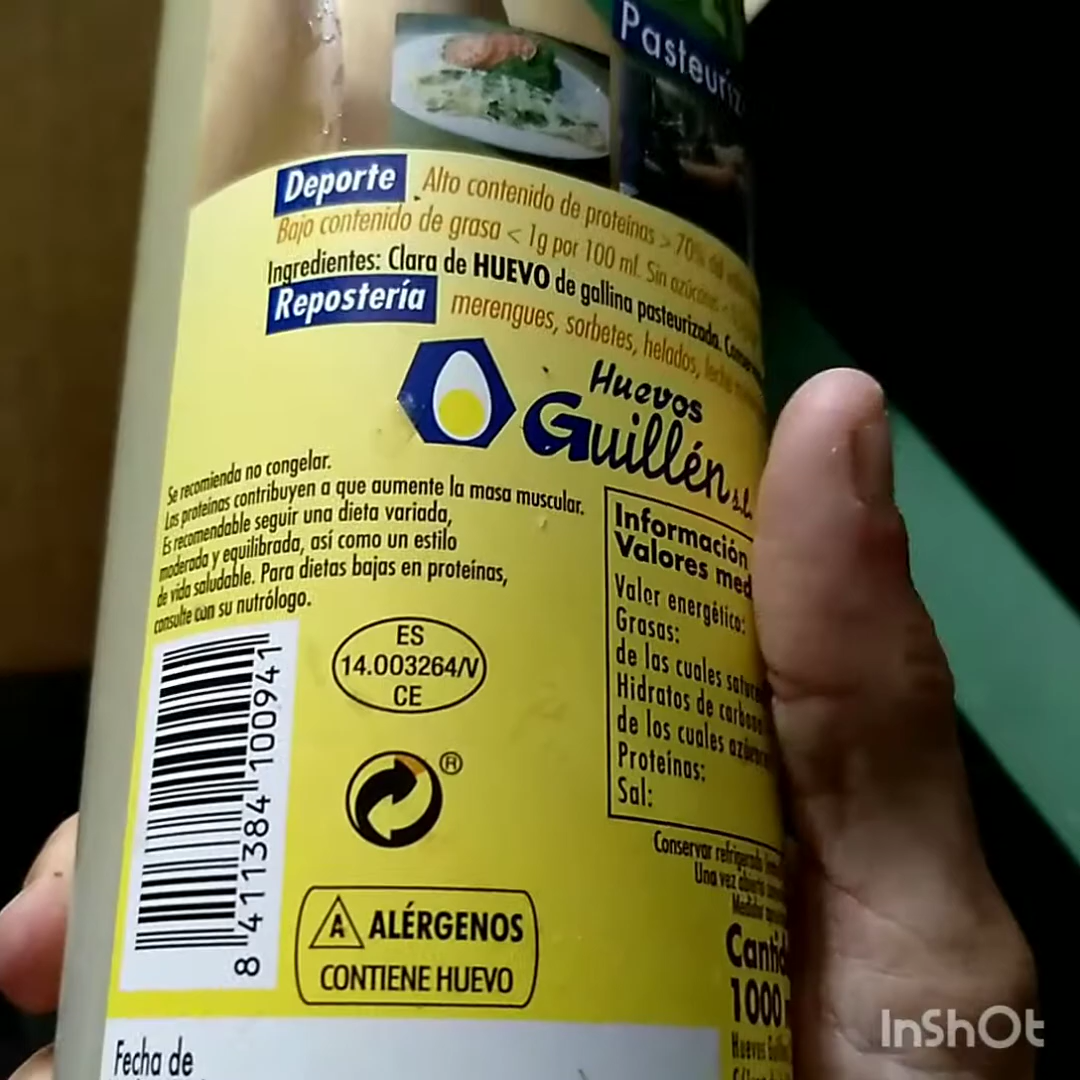 Pasteuriz
Deporte Alto contenido de proteínas > 70%
Bajo contenido de grasa < 1g por 100 ml. Sin azúcares
Ingredientes: Clara de HUEVO de gallina pasteurizada.
Repostería merengues, sorbetes, helados, leche
Huevos
Guillén s.l.
Se recomienda no congelar.
Las proteínas contribuyen a que aumente la masa muscular.
Es recomendable seguir una dieta variada,
moderada y equilibrada, así como un estilo
de vida saludable. Para dietas bajas en proteínas,
consulte con su nutrólogo.
Información
Valores med
Valor energético:
Grasas:
de las cuales satur
Hidratos de carbono
de los cuales azúcar
Proteínas:
Sal:
ES
14.003264/V
CE
®
8 411384 100941
A ALÉRGENOS
CONTIENE HUEVO
Conservar refrigerado
Una vez abierto
Cantid
1000
Huevos
Fecha de
InShOt